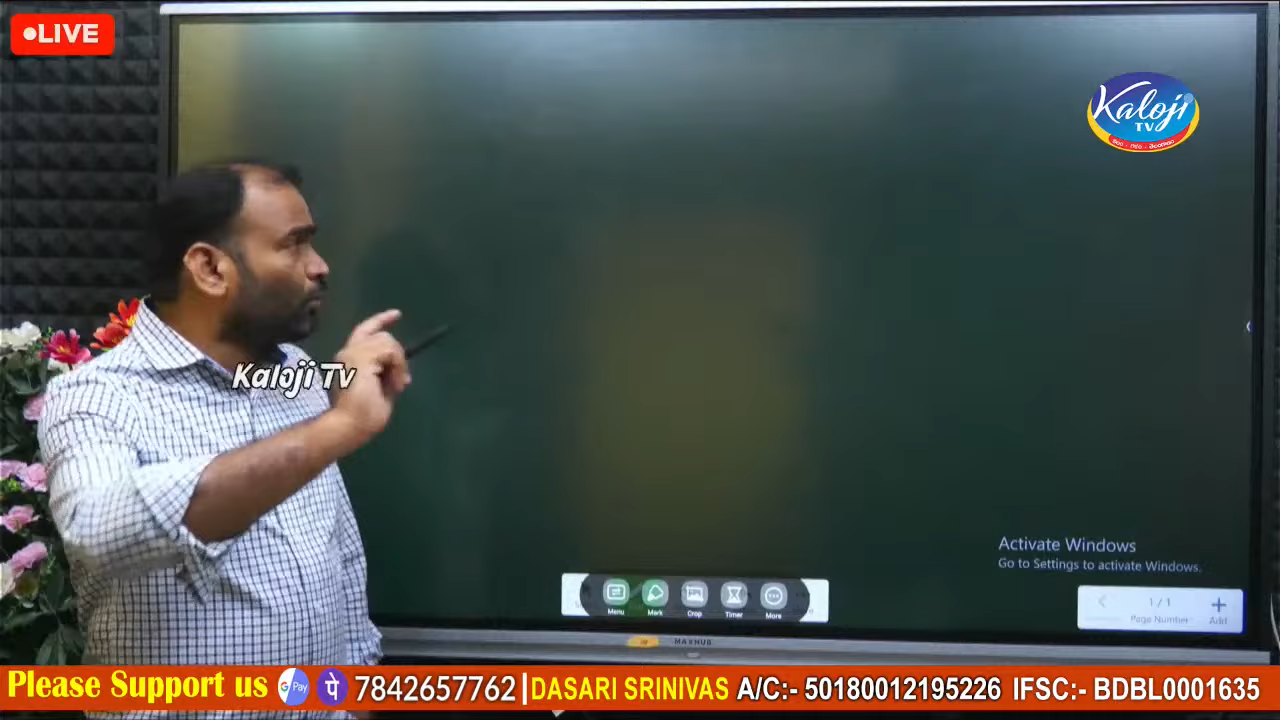 LIVE
Kaloji
TV
Kaloji Tv
Activate Windows
Go to Settings to activate Windows.
Menu
Mark
Crop
Timer
More
1/1
Page Number
Add
MAXHUB
Please Support us G Pay पे 7842657762 | DASARI SRINIVAS A/C:- 50180012195226 IFSC:- BDBL0001635